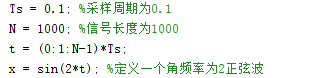 Ts = 0.1; %采样周期为0.1
N = 1000; %信号长度为1000
t = (0:1:N-1)*Ts;
x = sin(2*t); %定义一个角频率为2正弦波